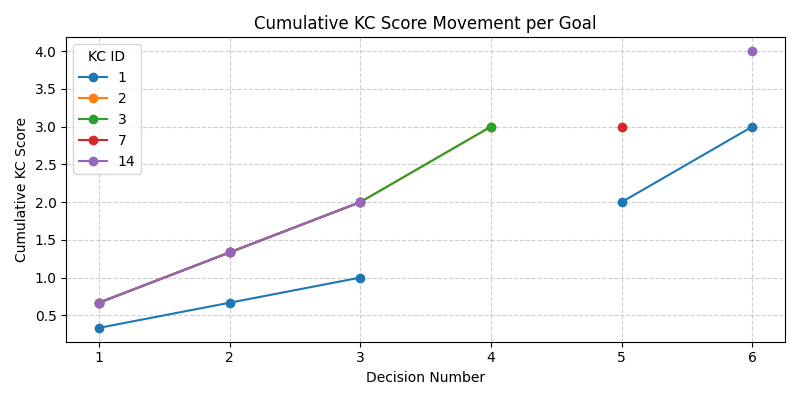 Cumulative KC Score Movement per Goal
KC ID
1
2
3
7
14
Cumulative KC Score
4.0
3.5
3.0
2.5
2.0
1.5
1.0
0.5
1 2 3 4 5 6
Decision Number